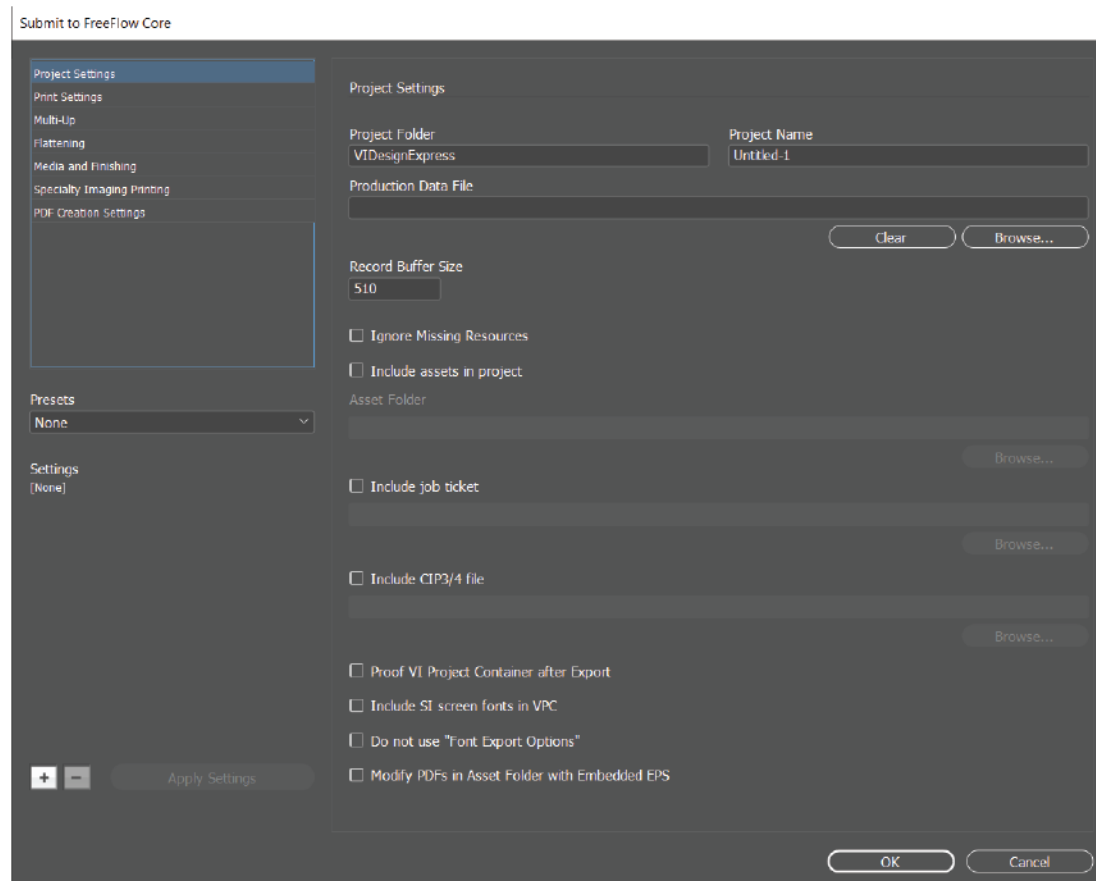 Submit to FreeFlow Core
Project Settings
Print Settings
Multi-Up
Flattening
Media and Finishing
Specialty Imaging Printing
PDF Creation Settings
Presets
None
Settings
[None]
Apply Settings
Project Settings
Project Folder
Project Name
VIDesignExpress
Untitled-1
Production Data File
Clear
Browse...
Record Buffer Size
510
Ignore Missing Resources
Include assets in project
Asset Folder
Browse...
Include job ticket
Browse...
Include CIP3/4 file
Browse...
Proof VI Project Container after Export
Include SI screen fonts in VPC
Do not use "Font Export Options"
Modify PDFs in Asset Folder with Embedded EPS
OK
Cancel